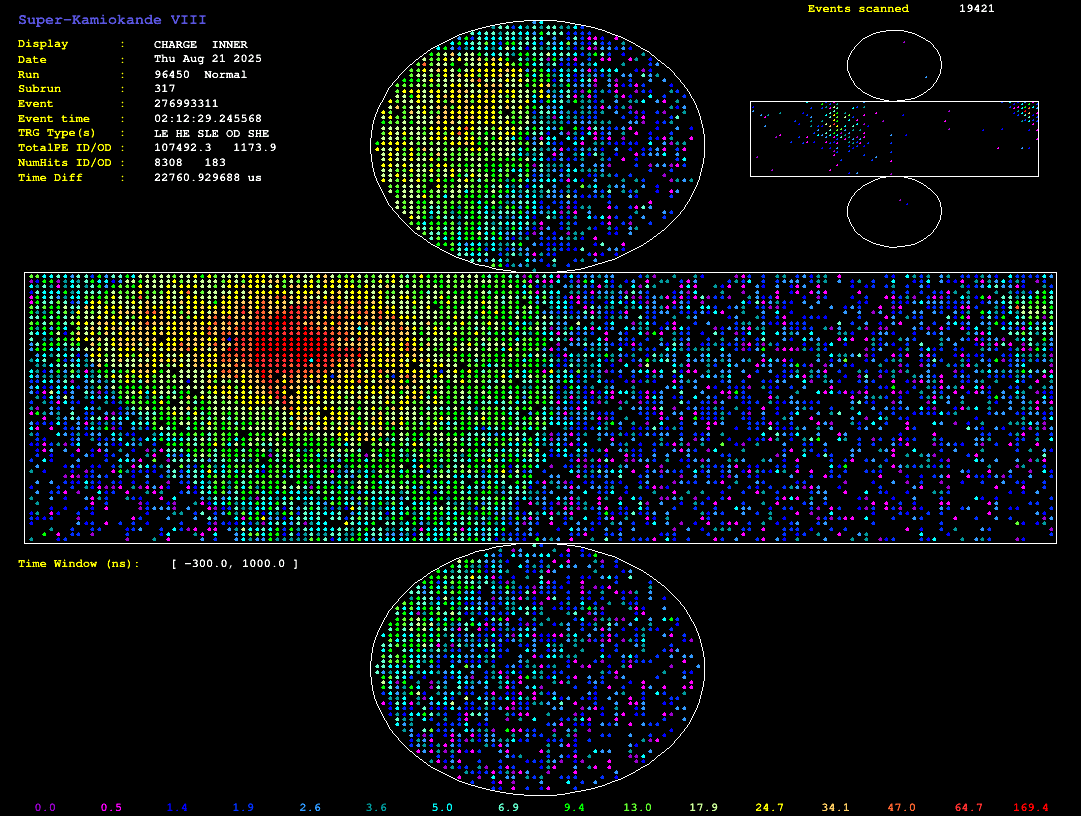 Super-Kamiokande VIII
Events scanned 19421
Display : CHARGE INNER
Date : Thu Aug 21 2025
Run : 96450 Normal
Subrun : 317
Event : 276993311
Event time : 02:12:29.245568
TRG Type(s) : LE HE SLE OD SHE
TotalPE ID/OD : 107492.3 1173.9
NumHits ID/OD : 8308 183
Time Diff : 22760.929688 us
Time Window (ns): [ -300.0, 1000.0 ]
0.0 0.5 1.4 1.9 2.6 3.6 5.0 6.9 9.4 13.0 17.9 24.7 34.1 47.0 64.7 169.4